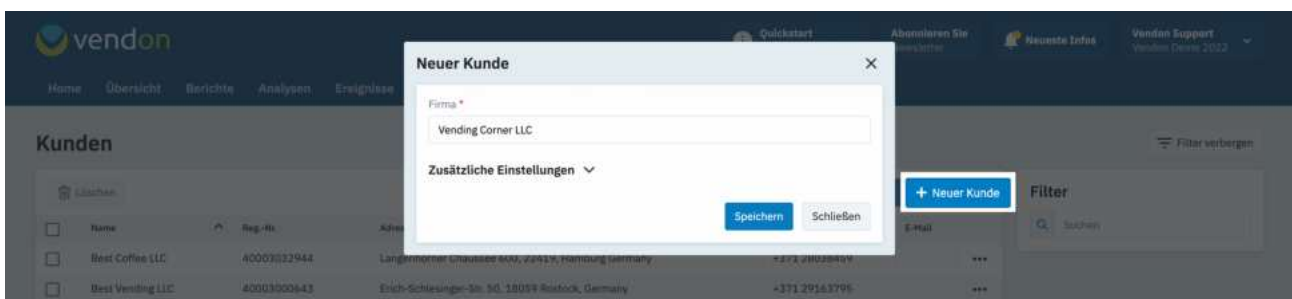 vendon
Quickstart
Abonnieren Sie
Newsletter
Neueste Infos
Vendon Support
Vendon Demo 2022
Home Übersicht Berichte Analysen Ereignisse
Neuer Kunde
Firma *
Vending Corner LLC
Zusätzliche Einstellungen
Speichern Schließen
Kunden
Filter verbergen
Löschen
+ Neuer Kunde
Filter
Suchen
Name Reg.-Nr. E-Mail
Best Coffee LLC 40003032944 Langenhorner Chaussee 600, 22419, Hamburg Germany +371 28038459
Best Vending LLC 40003000643 Erich-Schlesinger-Str. 50, 18059 Rostock, Germany +371 29163795